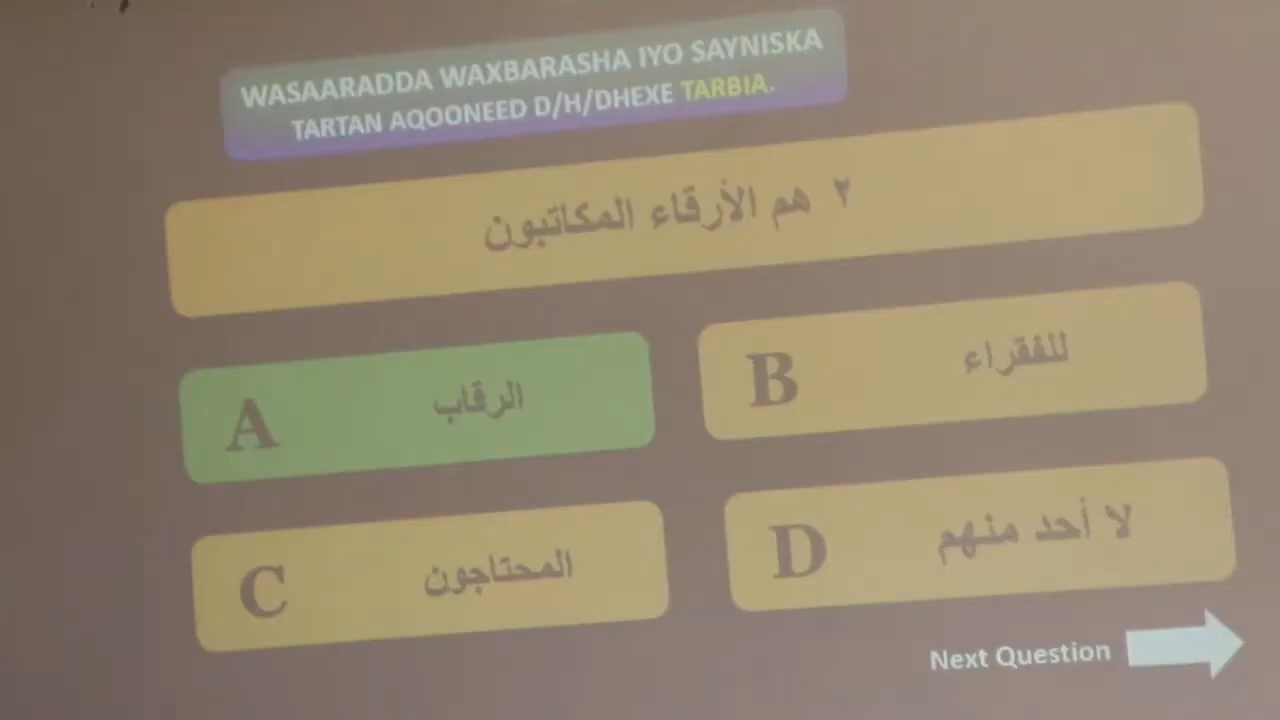 WASAARADDA WAXBARASHA IYO SAYNISKA
TARTAN AQOONEED D/H/DHEXE TARBIA.
٢ هم الأرقاء المكاتبون
A الرقاب
B للفقراء
C المحتاجون
D لا أحد منهم
Next Question